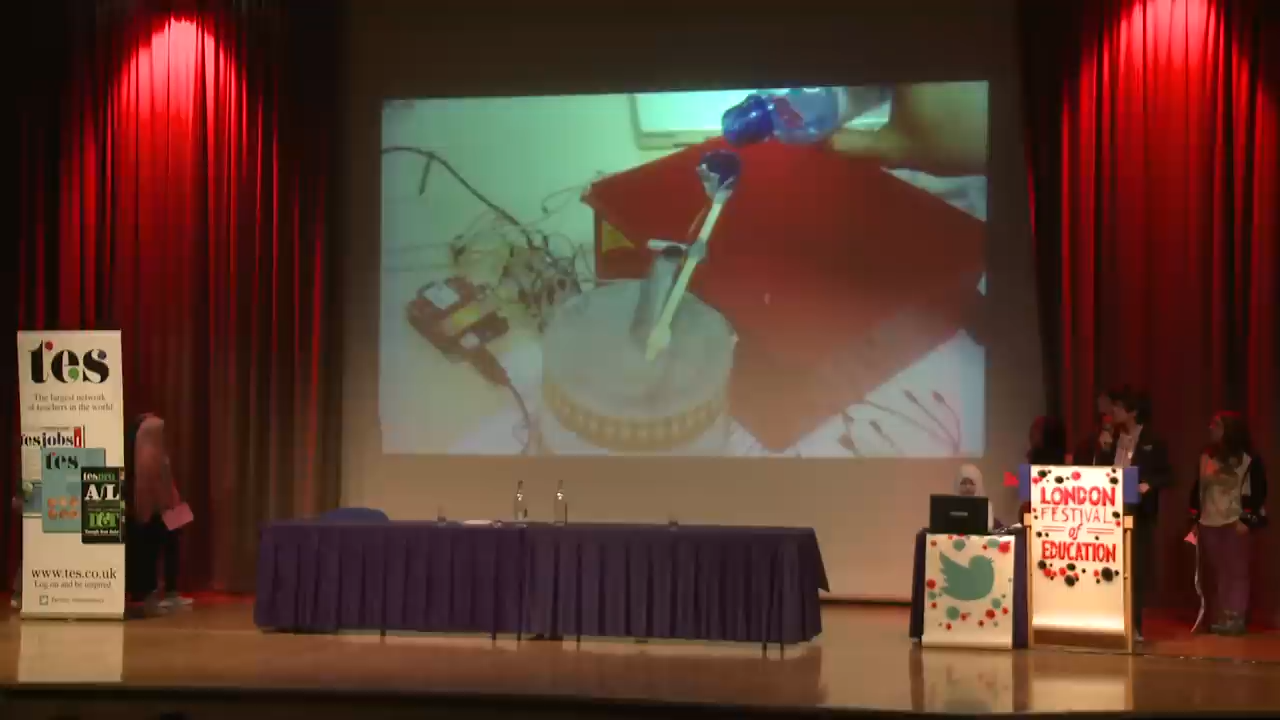 tes
The largest network
of teachers in the world
tesjobs
tes
A/L
D&T
www.tes.co.uk
Log on and be inspired
LONDON
FESTIVAL
of
EDUCATION